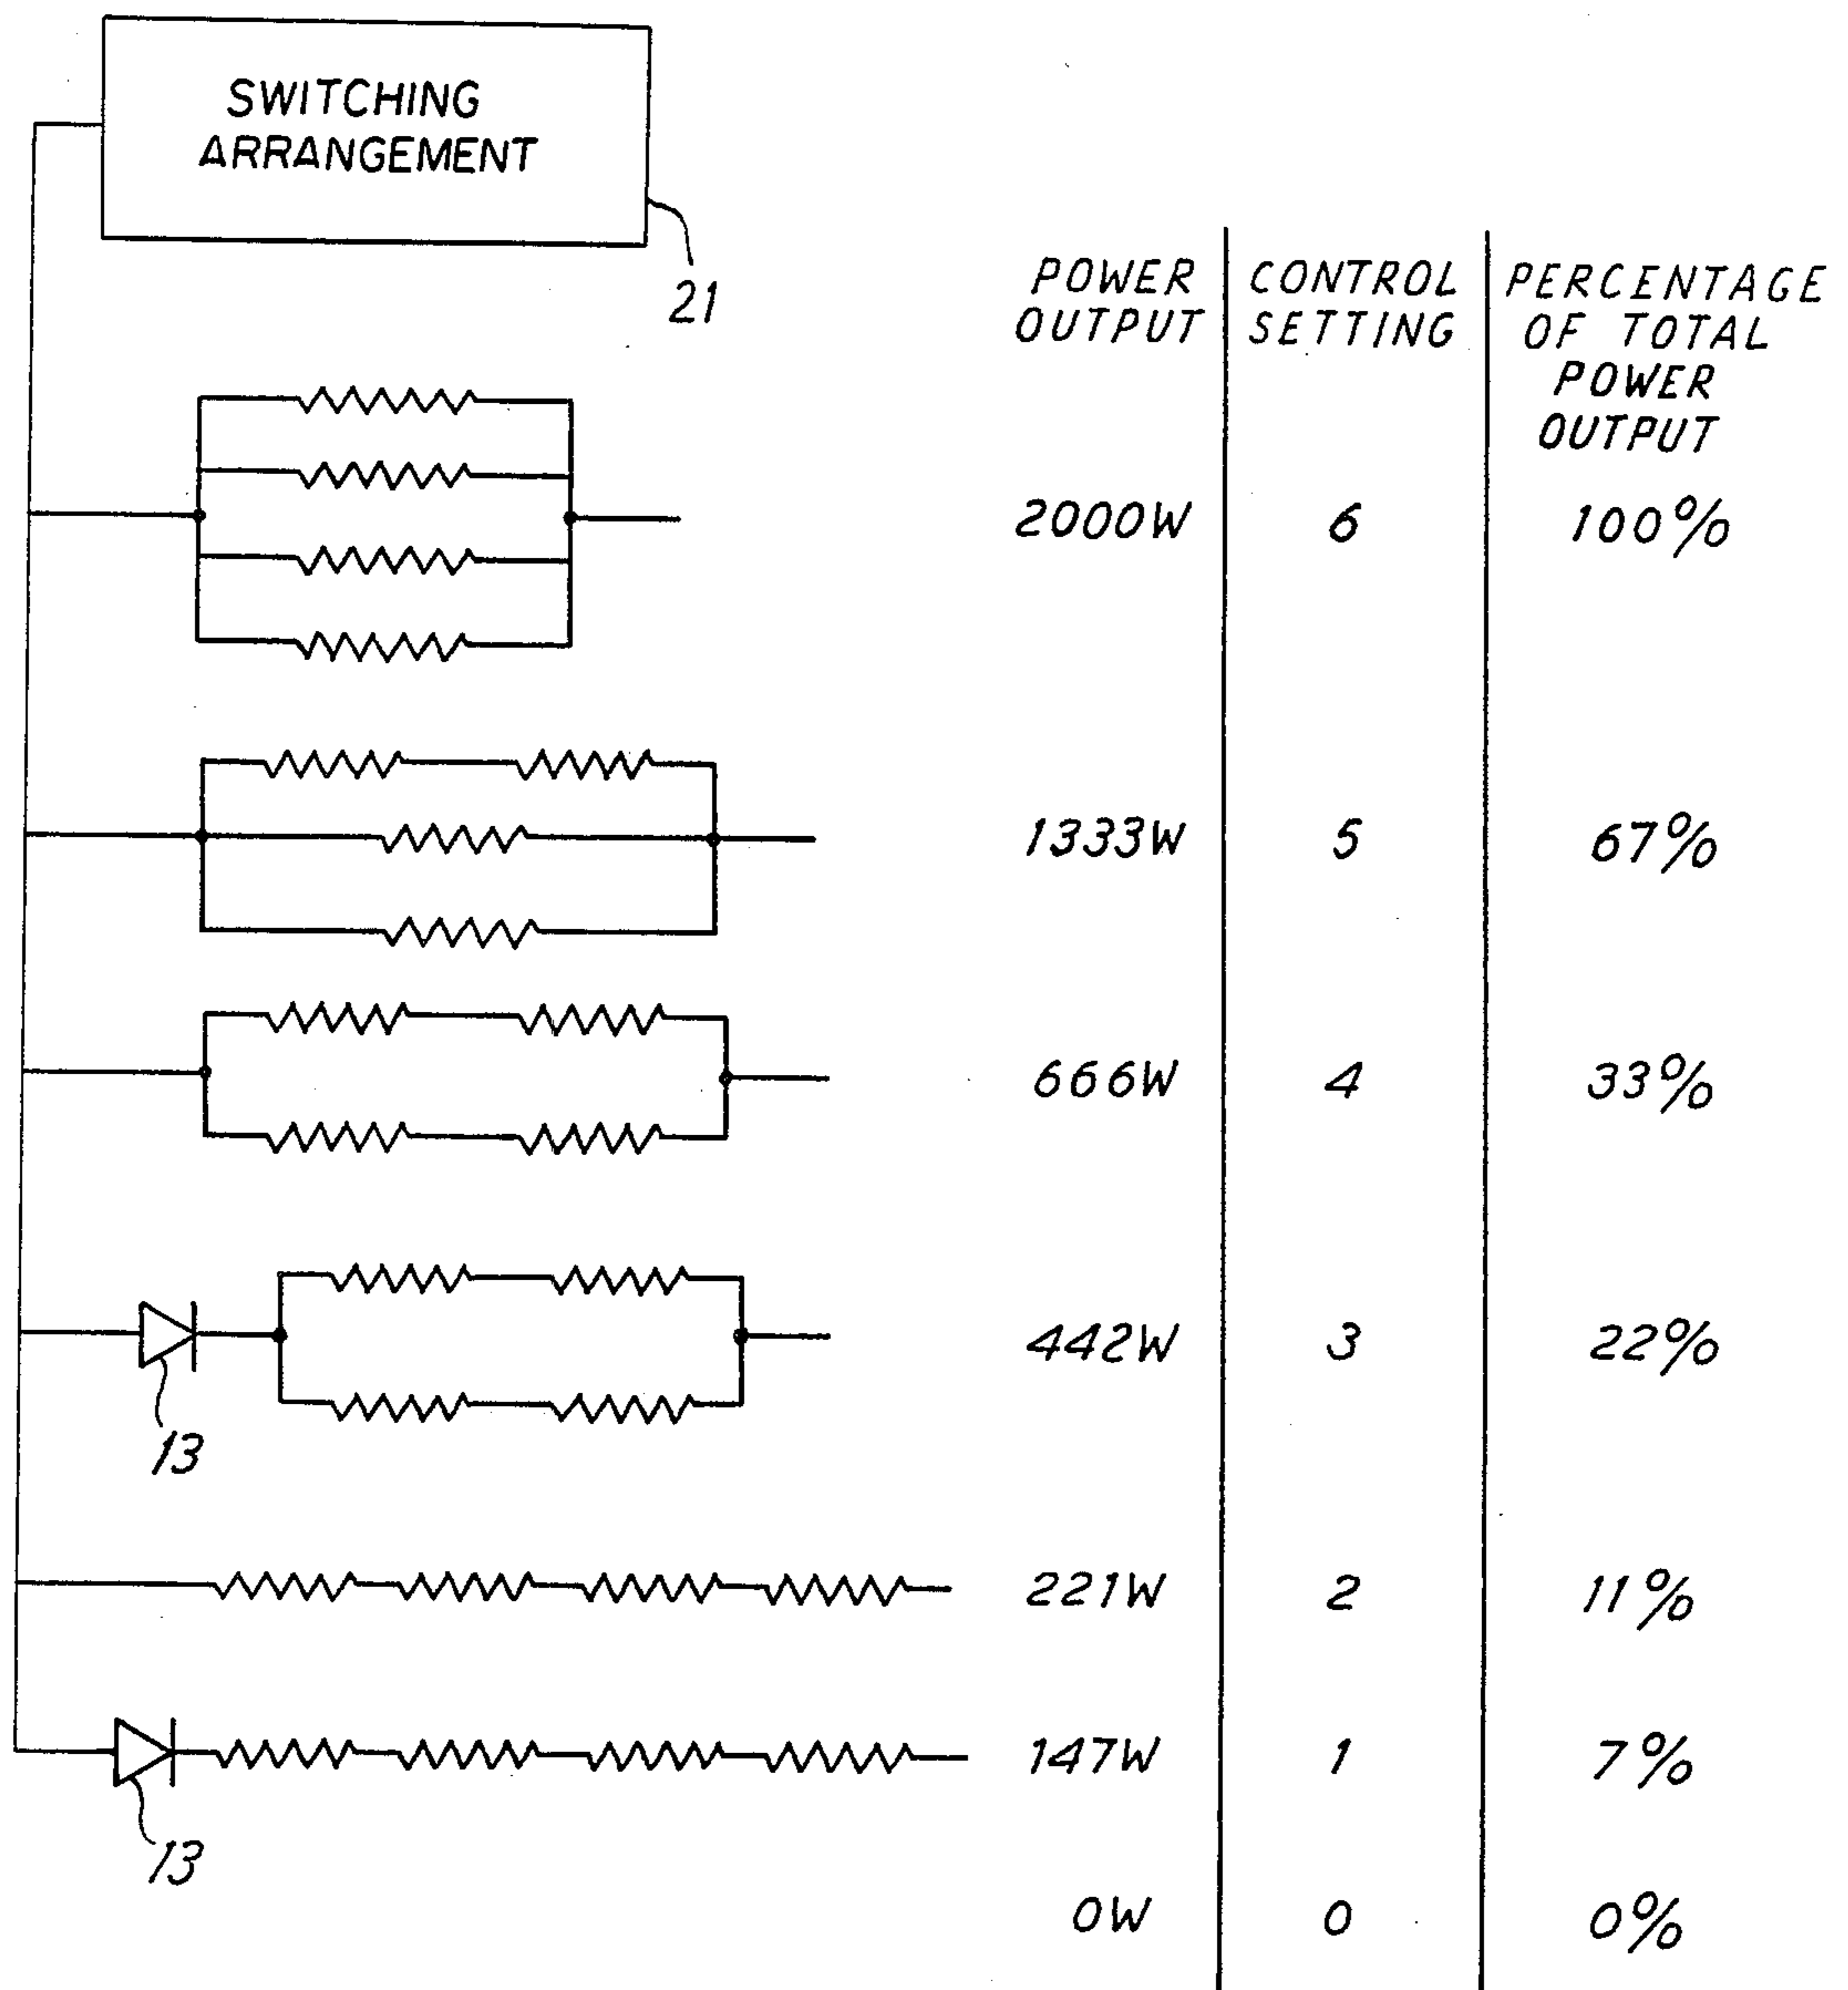 SWITCHING
ARRANGEMENT
21
POWER
OUTPUT
CONTROL
SETTING
PERCENTAGE
OF TOTAL
POWER
OUTPUT
2000W 6 100%
1333W 5 67%
666W 4 33%
442W 3 22%
13
221W 2 11%
147W 1 7%
13
0W 0 0%